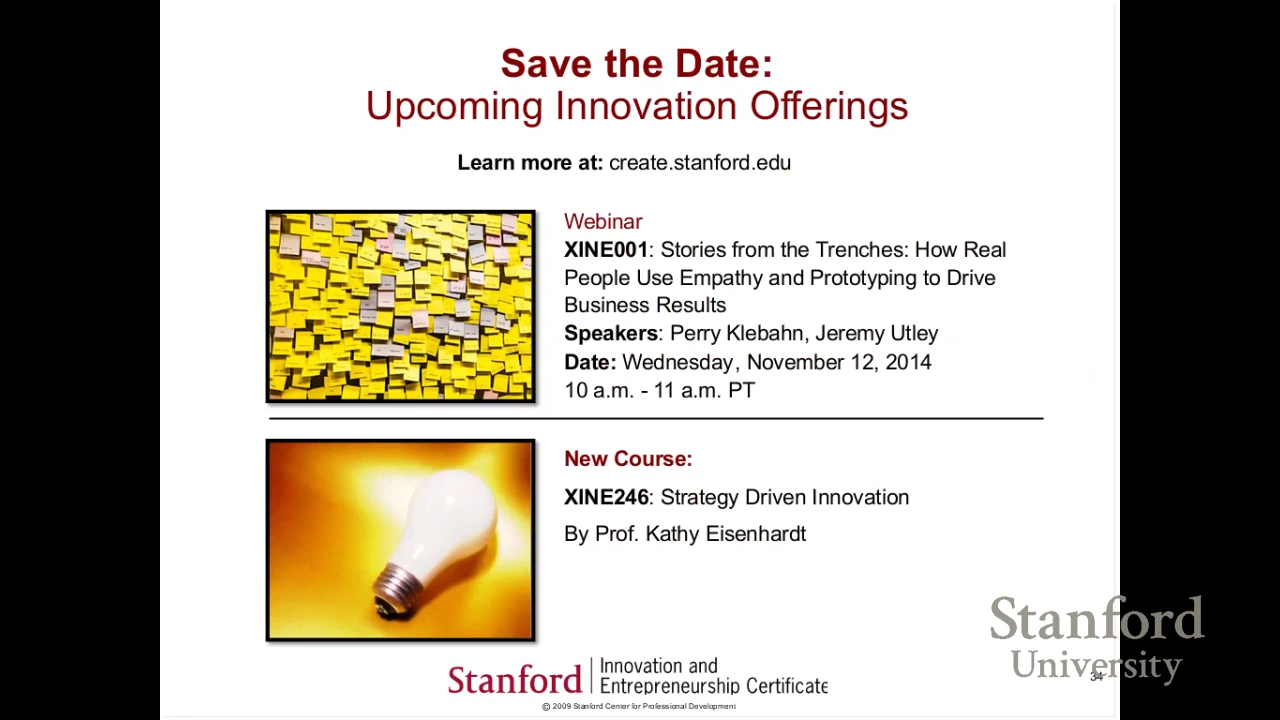 Save the Date:
Upcoming Innovation Offerings
Learn more at: create.stanford.edu
Webinar
XINE001: Stories from the Trenches: How Real
People Use Empathy and Prototyping to Drive
Business Results
Speakers: Perry Klebahn, Jeremy Utley
Date: Wednesday, November 12, 2014
10 a.m. - 11 a.m. PT
New Course:
XINE246: Strategy Driven Innovation
By Prof. Kathy Eisenhardt
Stanford
University
34
Stanford
Innovation and
Entrepreneurship Certificate
© 2009 Stanford Center for Professional Development